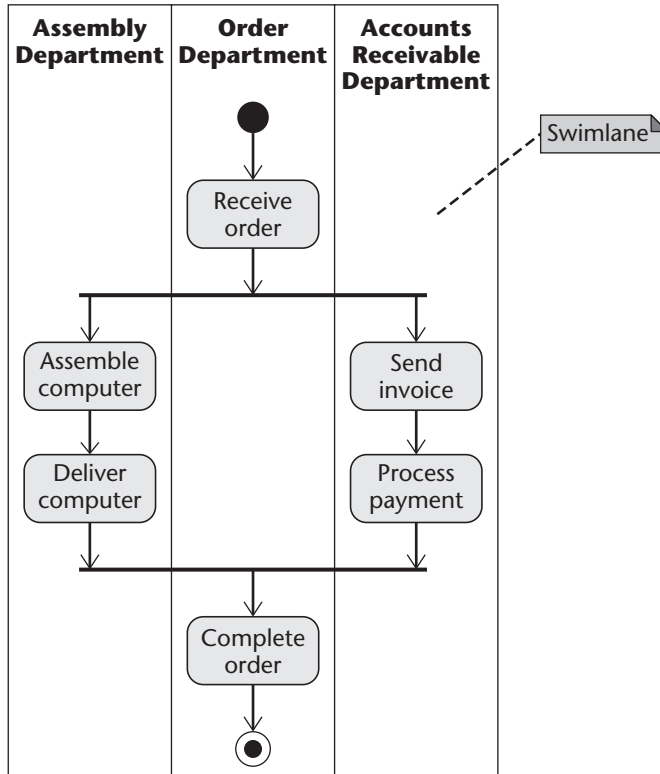 Assembly
Department
Order
Department
Accounts
Receivable
Department
Swimlane
Receive
order
Assemble
computer
Send
invoice
Deliver
computer
Process
payment
Complete
order